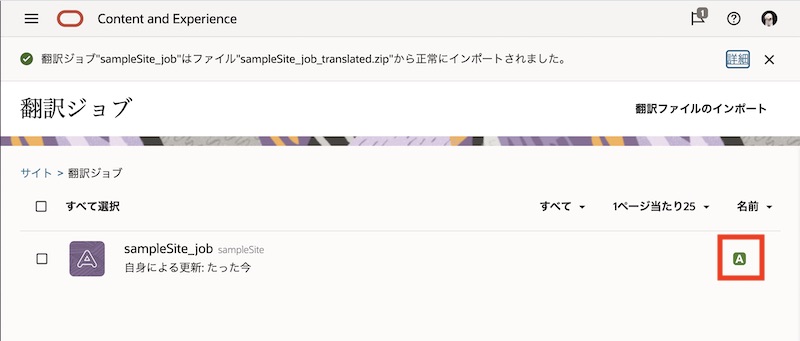 Content and Experience
1
翻訳ジョブ"sampleSite_job"はファイル"sampleSite_job_translated.zip"から正常にインポートされました。
詳細
翻訳ジョブ
翻訳ファイルのインポート
サイト > 翻訳ジョブ
すべて選択
すべて
1ページ当たり25
名前
sampleSite_job sampleSite
A
自身による更新: たった今